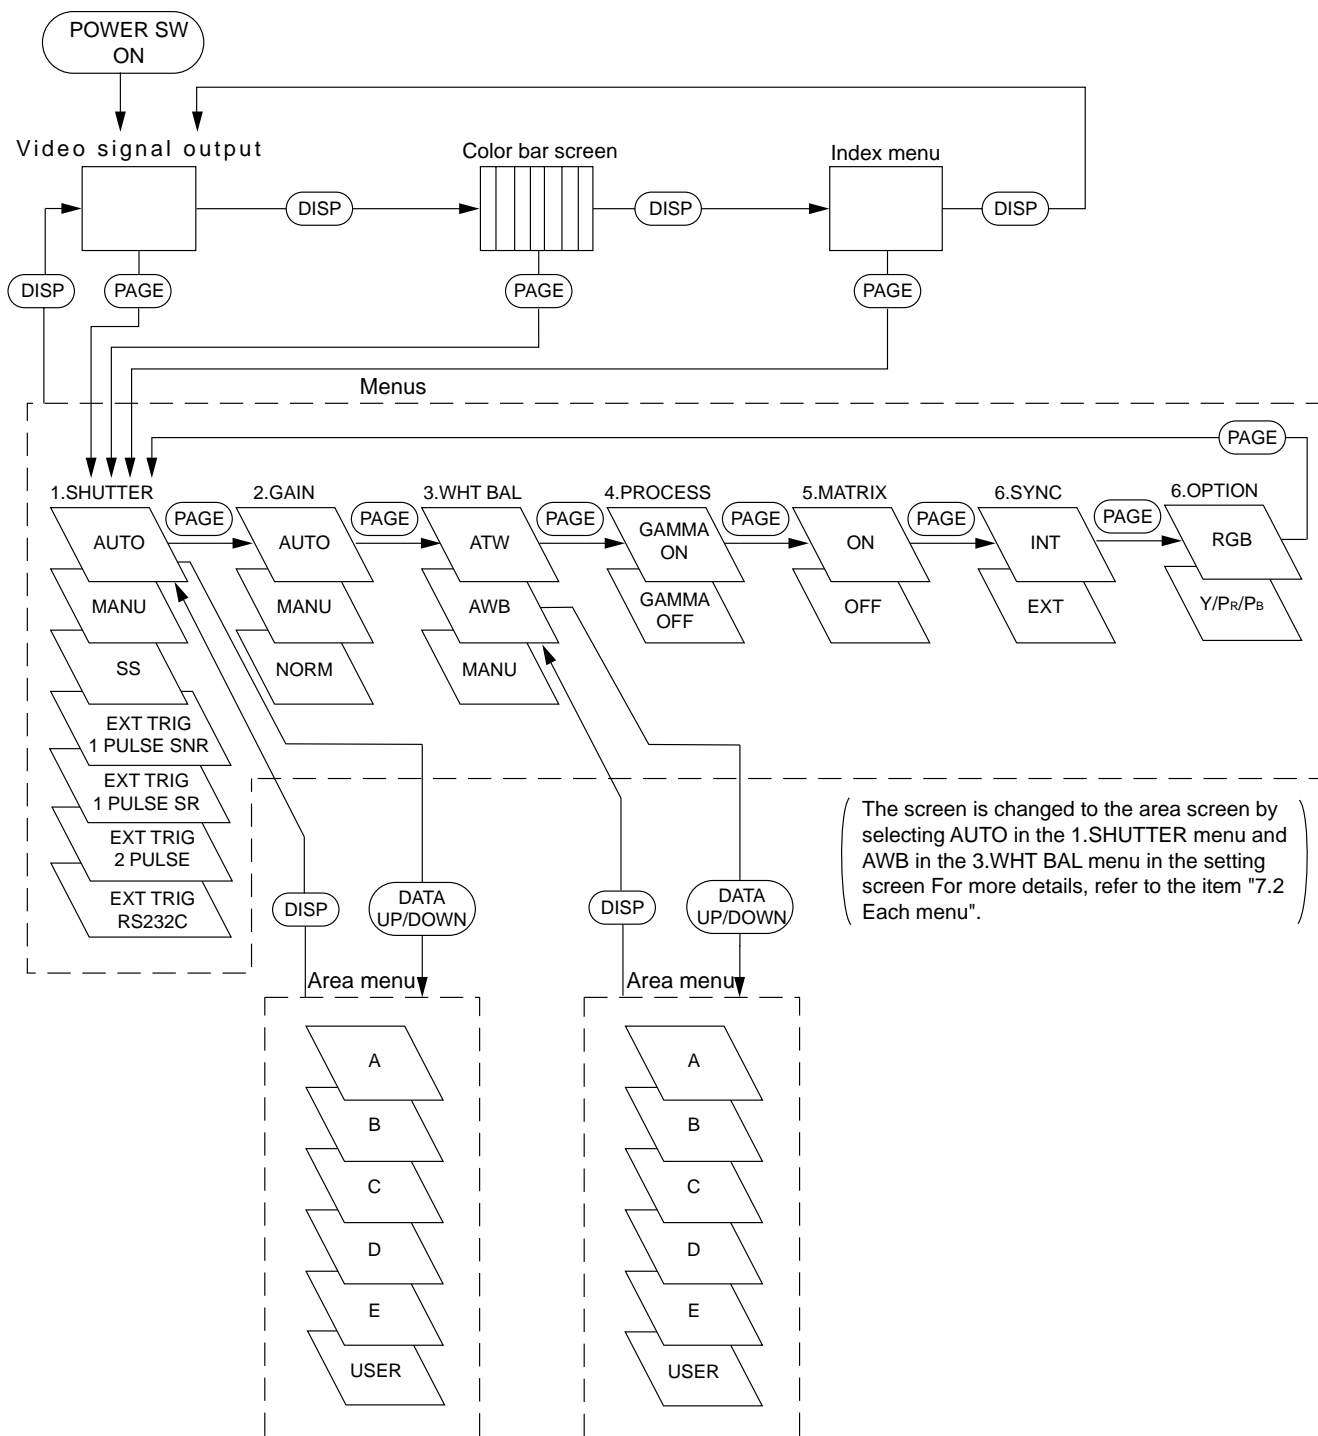 POWER SW
ON
Video signal output
Color bar screen
Index menu
DISP
DISP
DISP
DISP
PAGE
PAGE
PAGE
Menus
PAGE
1.SHUTTER
2.GAIN
3.WHT BAL
4.PROCESS
5.MATRIX
6.SYNC
6.OPTION
PAGE
PAGE
PAGE
PAGE
PAGE
PAGE
AUTO
AUTO
ATW
GAMMA
ON
ON
INT
RGB
MANU
MANU
AWB
GAMMA
OFF
OFF
EXT
Y/PR/PB
SS
NORM
MANU
EXT TRIG
1 PULSE SNR
EXT TRIG
1 PULSE SR
EXT TRIG
2 PULSE
EXT TRIG
RS232C
The screen is changed to the area screen by
selecting AUTO in the 1.SHUTTER menu and
AWB in the 3.WHT BAL menu in the setting
screen For more details, refer to the item "7.2
Each menu".
DISP
DATA
UP/DOWN
DISP
DATA
UP/DOWN
Area menu
Area menu
A
B
C
D
E
USER
A
B
C
D
E
USER